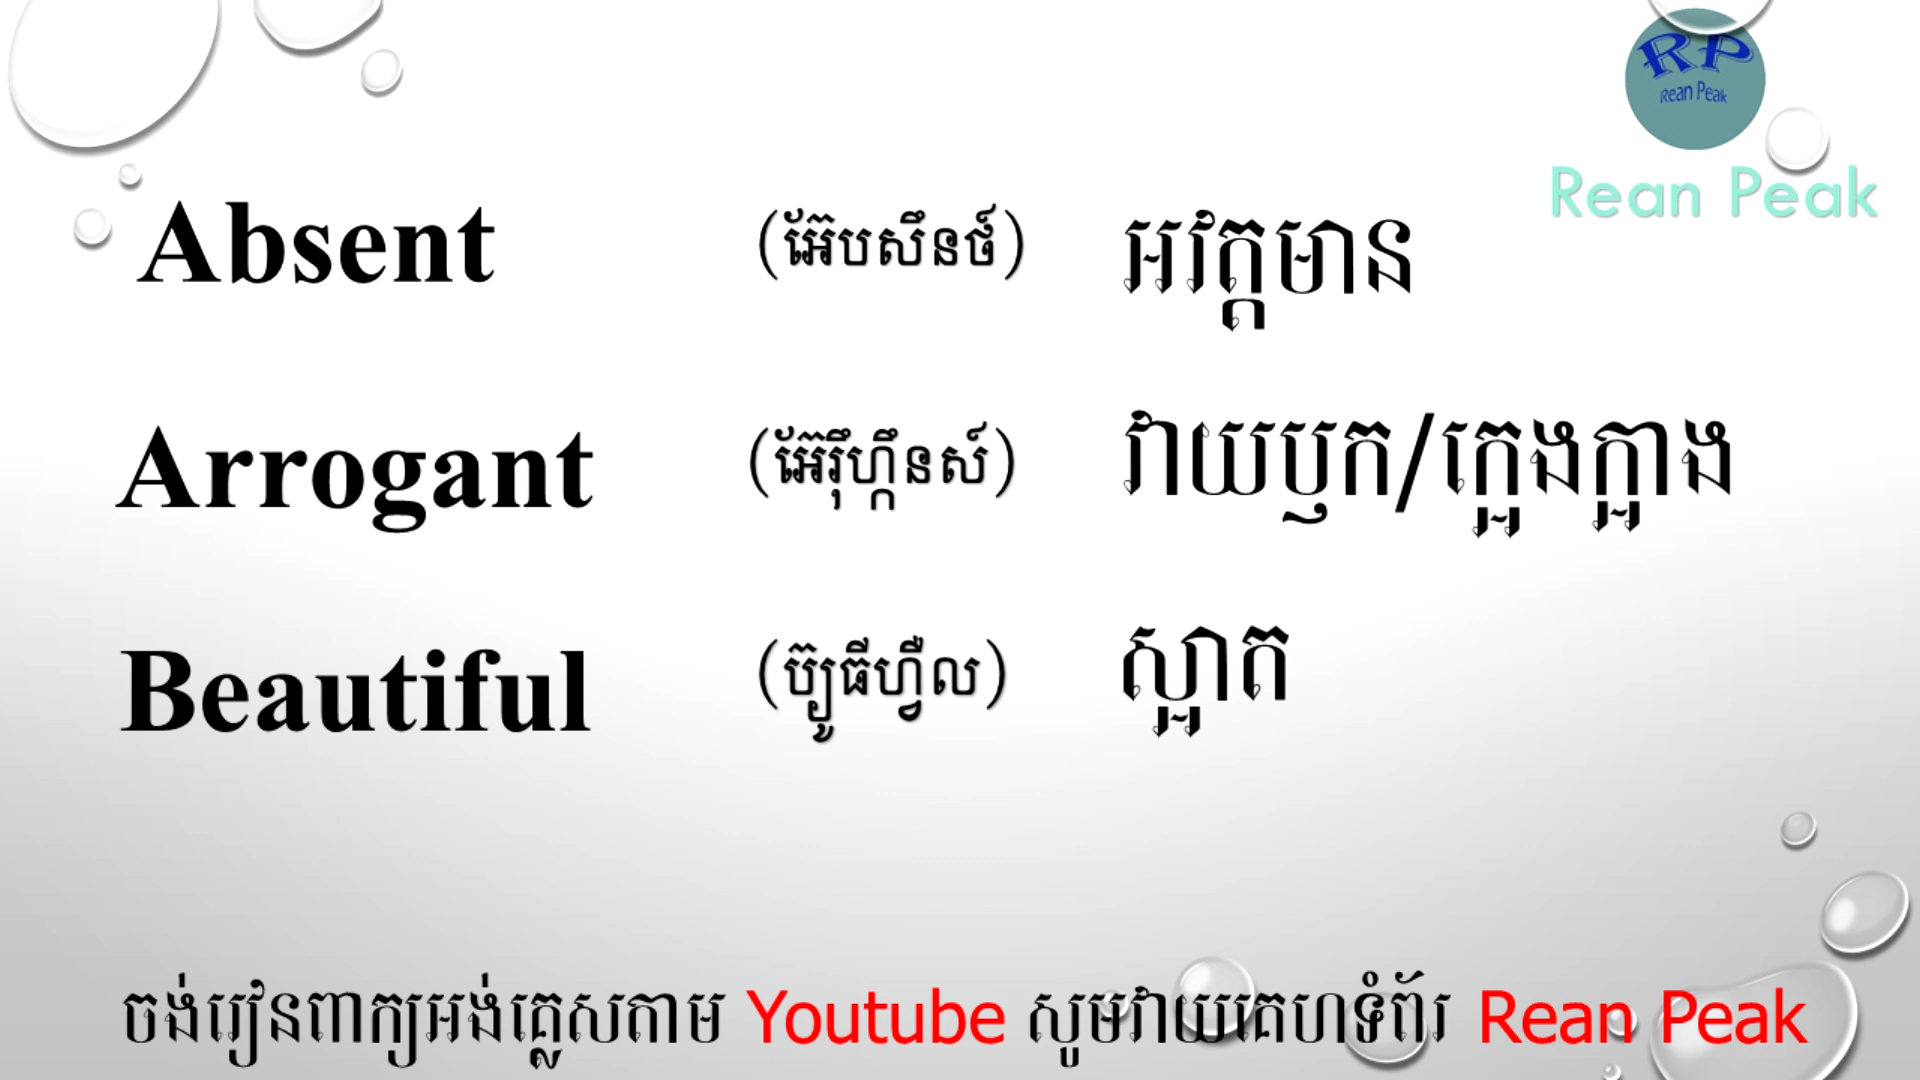 RP
Rean Peak
Rean Peak
Absent (អ៊ែបសឹនថ៍) អវត្តមាន
Arrogant (អ៊ែរ៉ឹហ្កឹនស៍) វាយឫក/ក្អេងក្អាង
Beautiful (ប៊្យូធីហ្វឺល) ស្អាត
ចង់រៀនពាក្យអង់គ្លេសតាម Youtube សូមវាយគេហទំព័រ Rean Peak